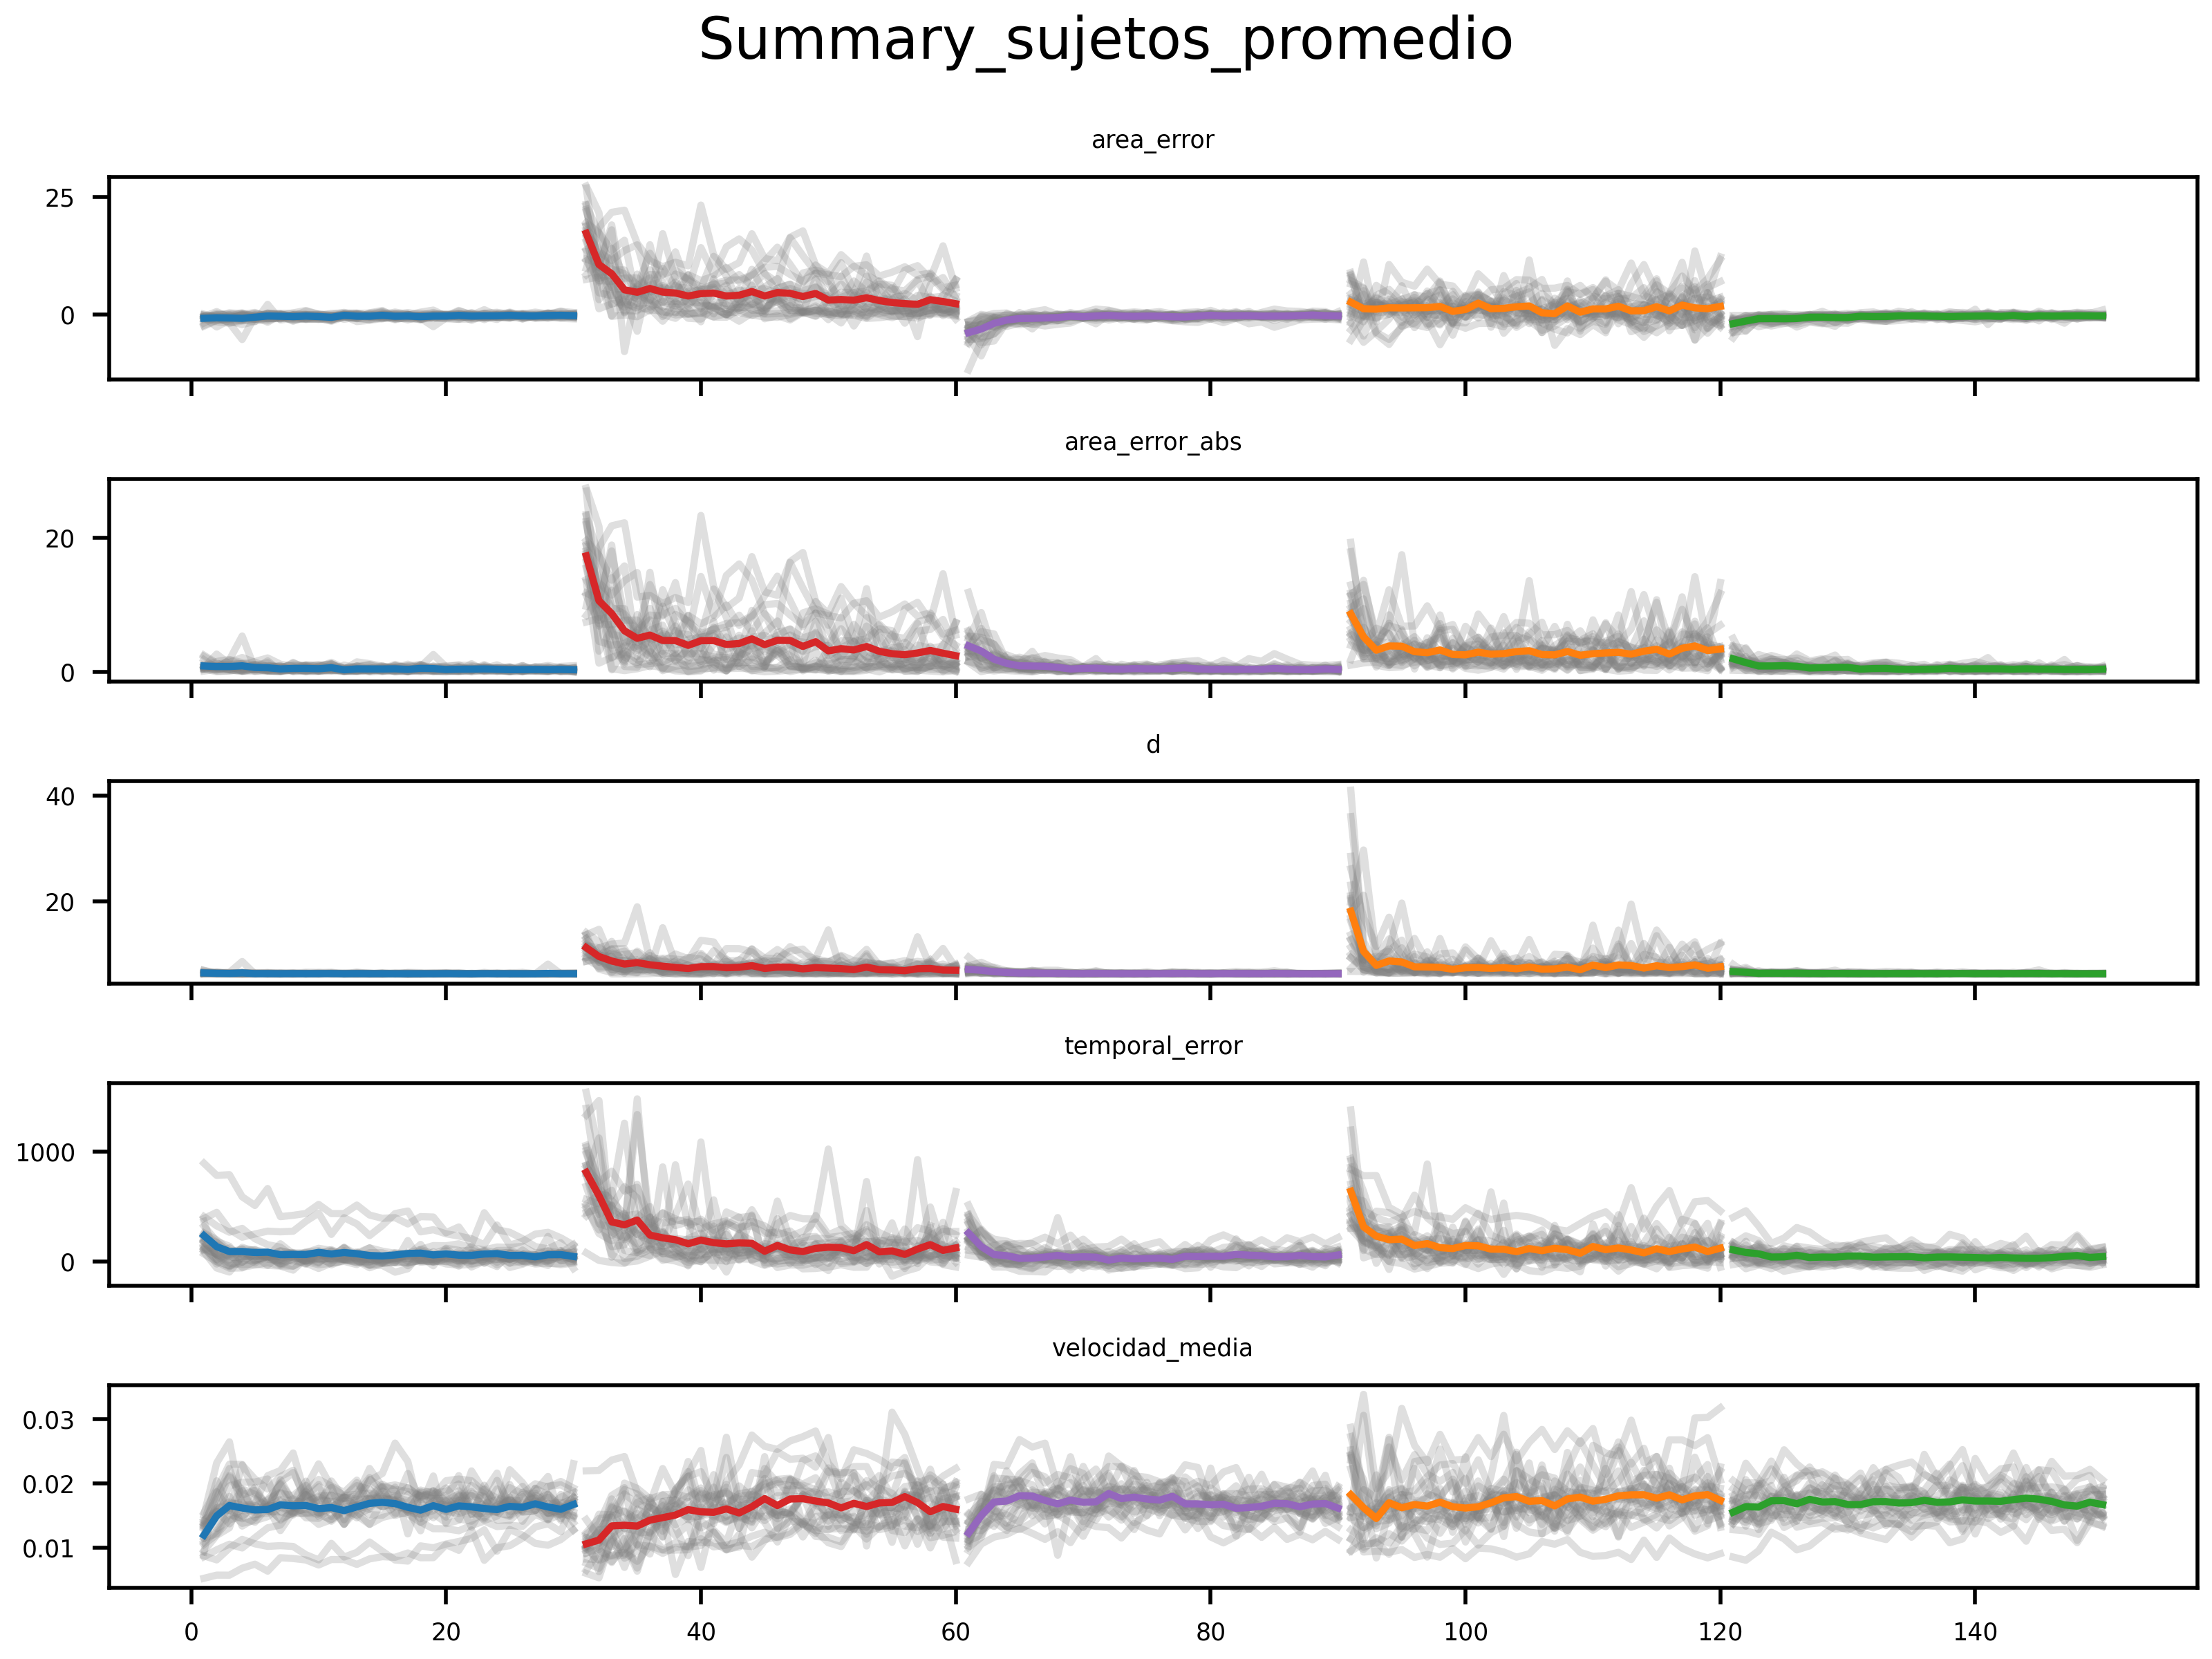 Summary_sujetos_promedio
area_error
25
0
area_error_abs
20
0
d
40
20
temporal_error
1000
0
velocidad_media
0.03
0.02
0.01
0 20 40 60 80 100 120 140